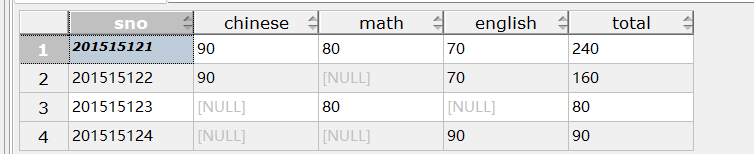 sno chinese math english total
1 201515121 90 80 70 240
2 201515122 90 [NULL] 70 160
3 201515123 [NULL] 80 [NULL] 80
4 201515124 [NULL] [NULL] 90 90